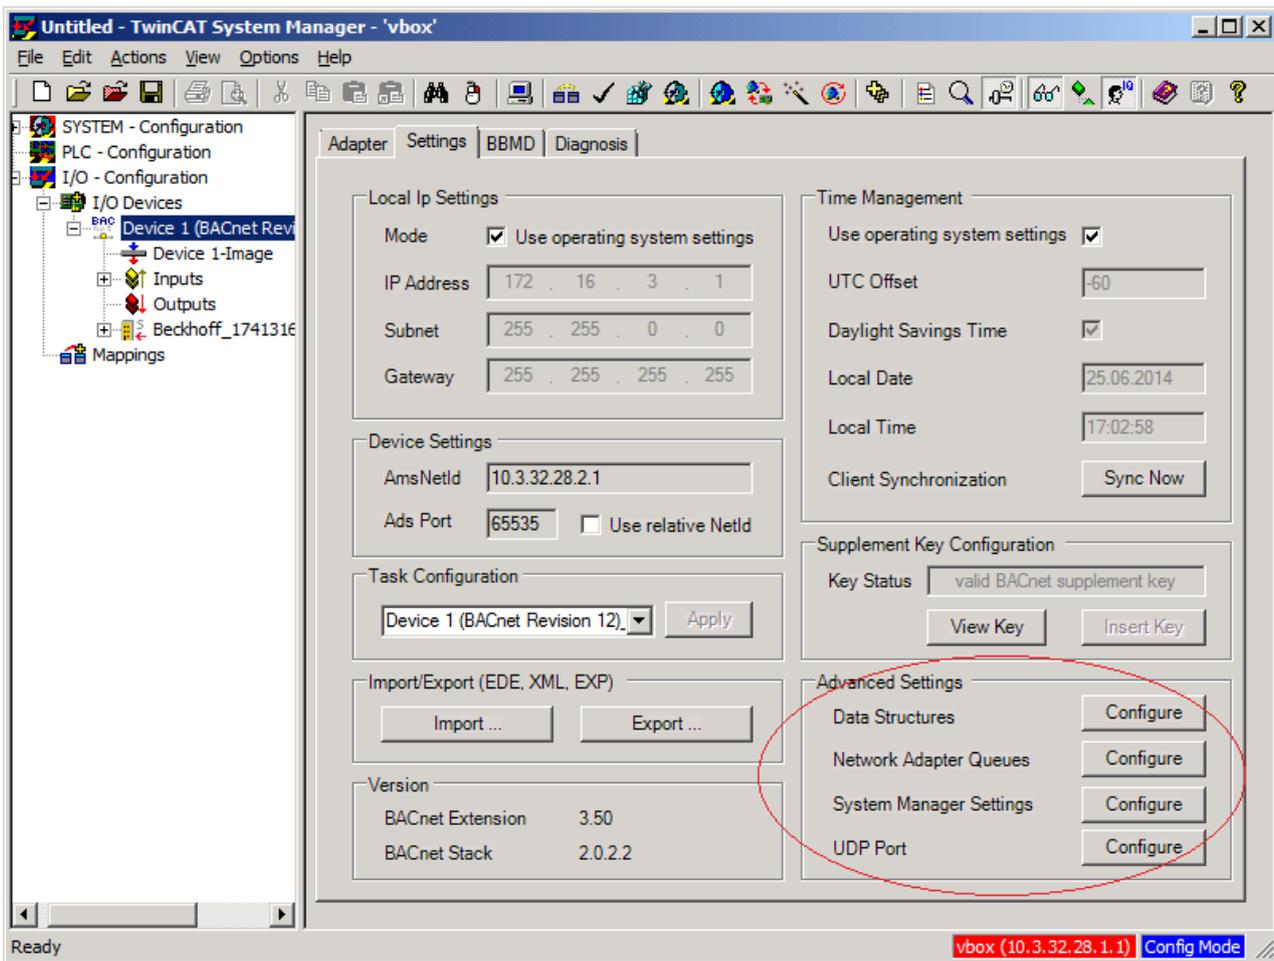 Untitled - TwinCAT System Manager - 'vbox'
File Edit Actions View Options Help
SYSTEM - Configuration
PLC - Configuration
I/O - Configuration
I/O Devices
Device 1 (BACnet Revi
Device 1-Image
Inputs
Outputs
Beckhoff_1741316
Mappings
Adapter Settings BBMD Diagnosis
Local Ip Settings
Mode Use operating system settings
IP Address 172 . 16 . 3 . 1
Subnet 255 . 255 . 0 . 0
Gateway 255 . 255 . 255 . 255
Device Settings
AmsNetId 10.3.32.28.2.1
Ads Port 65535 Use relative NetId
Task Configuration
Device 1 (BACnet Revision 12)_ Apply
Import/Export (EDE, XML, EXP)
Import ... Export ...
Version
BACnet Extension 3.50
BACnet Stack 2.0.2.2
Time Management
Use operating system settings
UTC Offset -60
Daylight Savings Time
Local Date 25.06.2014
Local Time 17:02:58
Client Synchronization Sync Now
Supplement Key Configuration
Key Status valid BACnet supplement key
View Key Insert Key
Advanced Settings
Data Structures Configure
Network Adapter Queues Configure
System Manager Settings Configure
UDP Port Configure
Ready vbox (10.3.32.28.1.1) Config Mode